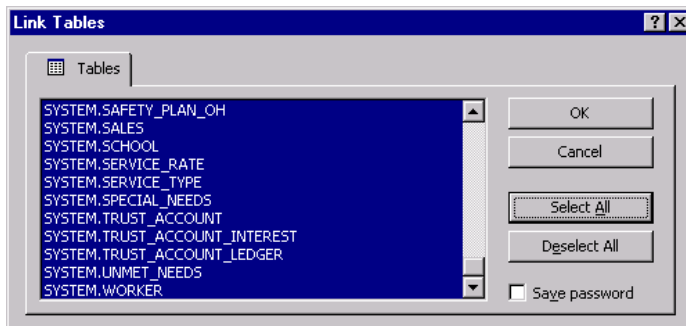 Link Tables
Tables
SYSTEM.SAFETY_PLAN_OH
SYSTEM.SALES
SYSTEM.SCHOOL
SYSTEM.SERVICE_RATE
SYSTEM.SERVICE_TYPE
SYSTEM.SPECIAL_NEEDS
SYSTEM.TRUST_ACCOUNT
SYSTEM.TRUST_ACCOUNT_INTEREST
SYSTEM.TRUST_ACCOUNT_LEDGER
SYSTEM.UNMET_NEEDS
SYSTEM.WORKER
OK
Cancel
Select All
Deselect All
Save password